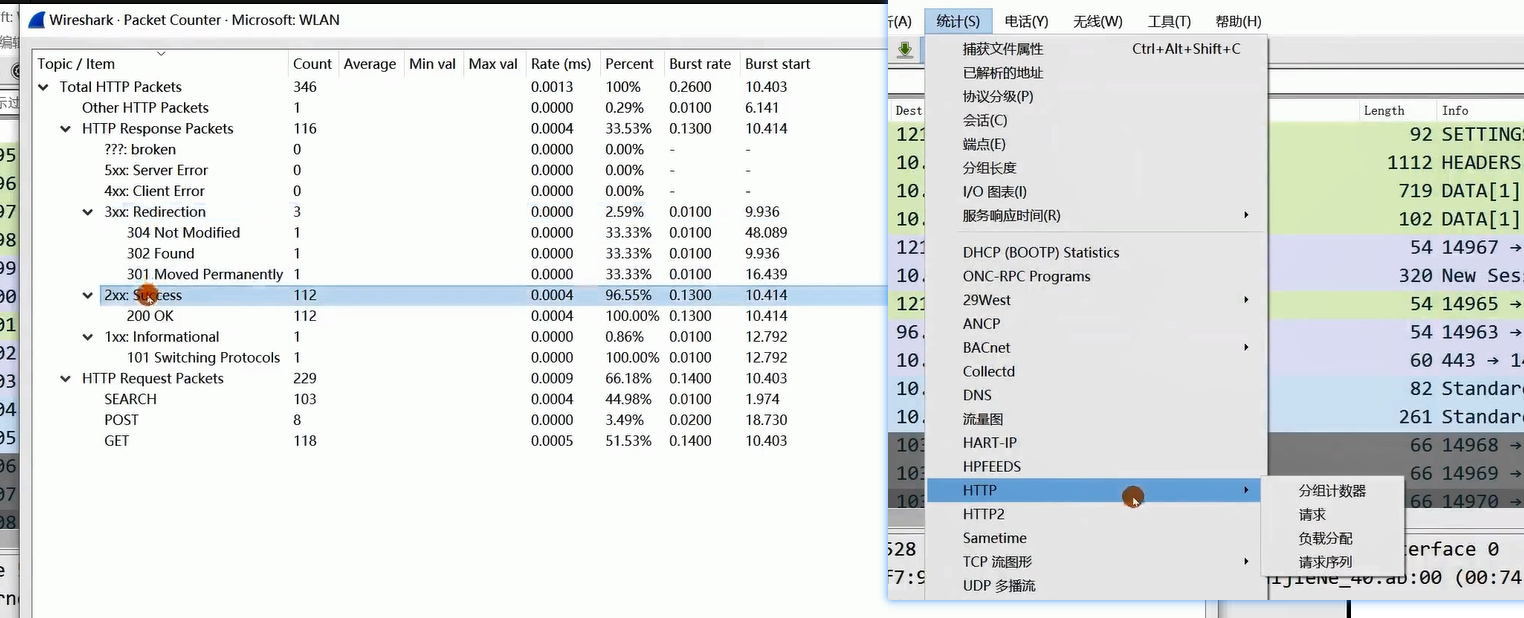 Wireshark · Packet Counter · Microsoft: WLAN
Topic / Item Count Average Min val Max val Rate (ms) Percent Burst rate Burst start
Total HTTP Packets 346 0.0013 100% 0.2600 10.403
Other HTTP Packets 1 0.0000 0.29% 0.0100 6.141
HTTP Response Packets 116 0.0004 33.53% 0.1300 10.414
???: broken 0 0.0000 0.00% - -
5xx: Server Error 0 0.0000 0.00% - -
4xx: Client Error 0 0.0000 0.00% - -
3xx: Redirection 3 0.0000 2.59% 0.0100 9.936
304 Not Modified 1 0.0000 33.33% 0.0100 48.089
302 Found 1 0.0000 33.33% 0.0100 9.936
301 Moved Permanently 1 0.0000 33.33% 0.0100 16.439
2xx: Success 112 0.0004 96.55% 0.1300 10.414
200 OK 112 0.0004 100.00% 0.1300 10.414
1xx: Informational 1 0.0000 0.86% 0.0100 12.792
101 Switching Protocols 1 0.0000 100.00% 0.0100 12.792
HTTP Request Packets 229 0.0009 66.18% 0.1400 10.403
SEARCH 103 0.0004 44.98% 0.0100 1.974
POST 8 0.0000 3.49% 0.0200 18.730
GET 118 0.0005 51.53% 0.1400 10.403
(A) 统计(S) 电话(Y) 无线(W) 工具(T) 帮助(H)
捕获文件属性 Ctrl+Alt+Shift+C
已解析的地址
协议分级(P)
会话(C)
端点(E)
分组长度
I/O 图表(I)
服务响应时间(R)
DHCP (BOOTP) Statistics
ONC-RPC Programs
29West
ANCP
BACnet
Collectd
DNS
流量图
HART-IP
HPFEEDS
HTTP
HTTP2
Sametime
TCP 流图形
UDP 多播流
分组计数器
请求
负载分配
请求序列
Dest Length Info
121 92 SETTINGS
10. 1112 HEADERS
10. 719 DATA[1]
10. 102 DATA[1]
121 54 14967 →
10. 320 New Ses
121 54 14965 →
96. 54 14963 →
10. 60 443 → 14
10. 82 Standar
10. 261 Standar
103 66 14968 →
103 66 14969 →
103 66 14970 →
528 terface 0
f7:9 ijieNe_40:ab:00 (00:74